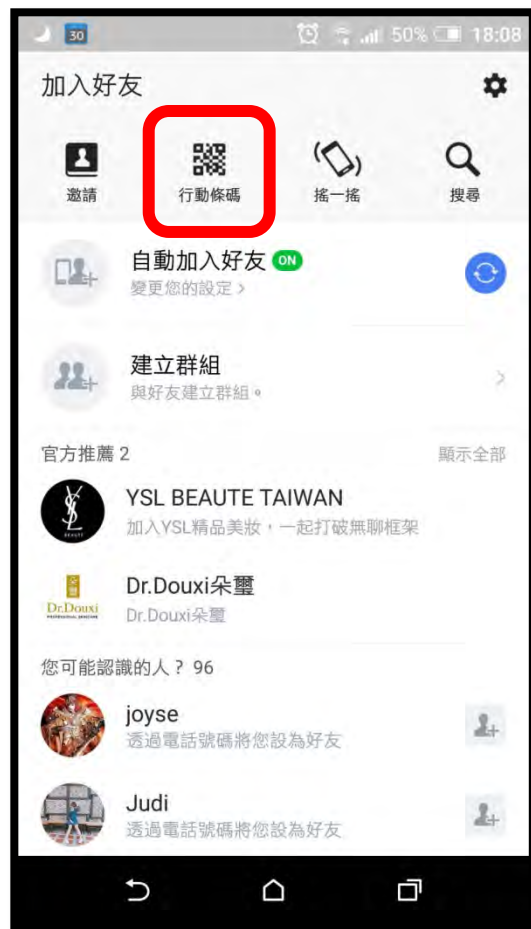 30 50% 18:08
加入好友
邀請 行動條碼 搖一搖 搜尋
自動加入好友 ON
變更您的設定 >
建立群組
與好友建立群組。
官方推薦 2 顯示全部
YSL BEAUTE TAIWAN
加入YSL精品美妝，一起打破無聊框架
BEAUTE
Dr.Douxi朵璽
Dr.Douxi朵璽
朵璽
Dr.Douxi
您可能認識的人？ 96
joyse
透過電話號碼將您設為好友
Judi
透過電話號碼將您設為好友